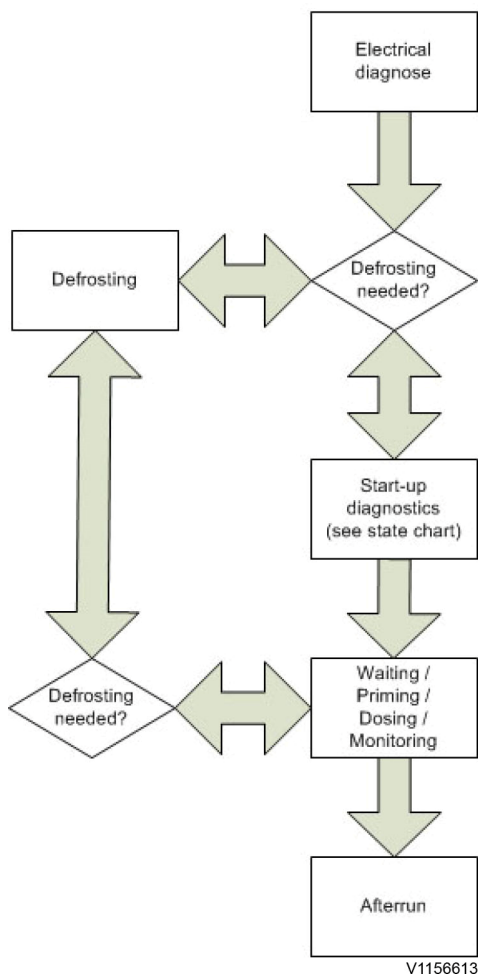 Electrical
diagnose
Defrosting
Defrosting
needed?
Start-up
diagnostics
(see state chart)
Defrosting
needed?
Waiting /
Priming /
Dosing /
Monitoring
Afterrun
V1156613